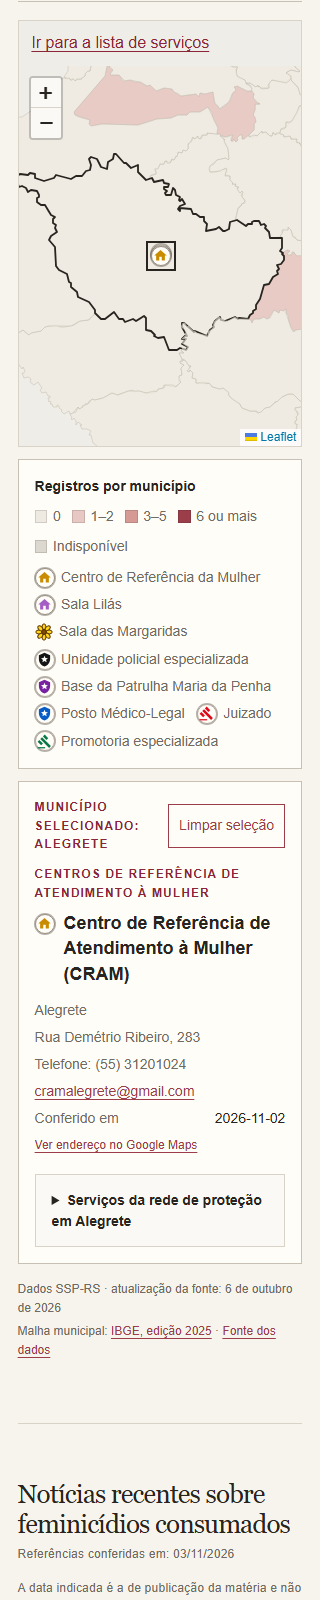 Ir para a lista de serviços
+
−
Leaflet
Registros por município
0 1–2 3–5 6 ou mais
Indisponível
Centro de Referência da Mulher
Sala Lilás
Sala das Margaridas
Unidade policial especializada
Base da Patrulha Maria da Penha
Posto Médico-Legal Juizado
Promotoria especializada
MUNICÍPIO
SELECIONADO:
ALEGRETE
Limpar seleção
CENTROS DE REFERÊNCIA DE
ATENDIMENTO À MULHER
Centro de Referência de
Atendimento à Mulher
(CRAM)
Alegrete
Rua Demétrio Ribeiro, 283
Telefone: (55) 31201024
cramalegrete@gmail.com
Conferido em 2026-11-02
Ver endereço no Google Maps
▶ Serviços da rede de proteção
em Alegrete
Dados SSP-RS · atualização da fonte: 6 de outubro
de 2026
Malha municipal: IBGE, edição 2025 · Fonte dos
dados
Notícias recentes sobre
feminicídios consumados
Referências conferidas em: 03/11/2026
A data indicada é a de publicação da matéria e não